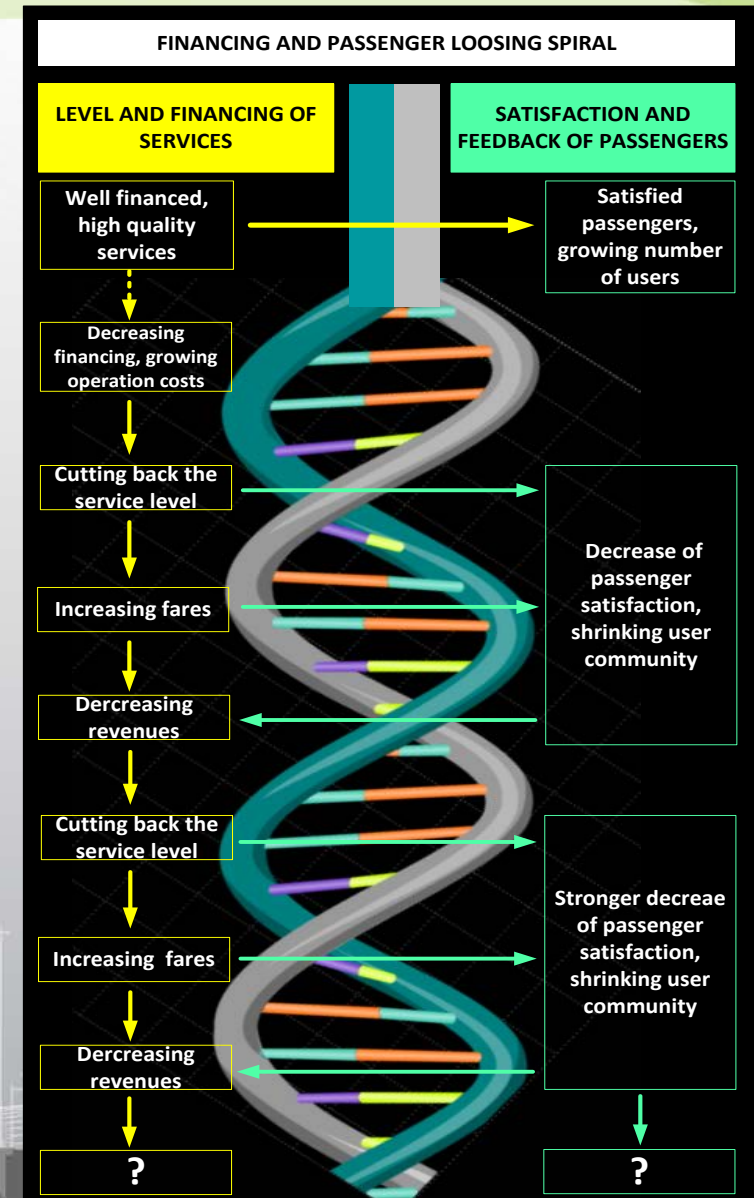 FINANCING AND PASSENGER LOOSING SPIRAL
LEVEL AND FINANCING OF
SERVICES
SATISFACTION AND
FEEDBACK OF PASSENGERS
Well financed,
high quality
services
Satisfied
passengers,
growing number
of users
Decreasing
financing, growing
operation costs
Cutting back the
service level
Increasing fares
Dercreasing
revenues
Decrease of
passenger
satisfaction,
shrinking user
community
Cutting back the
service level
Increasing fares
Dercreasing
revenues
Stronger decreae
of passenger
satisfaction,
shrinking user
community
?
?